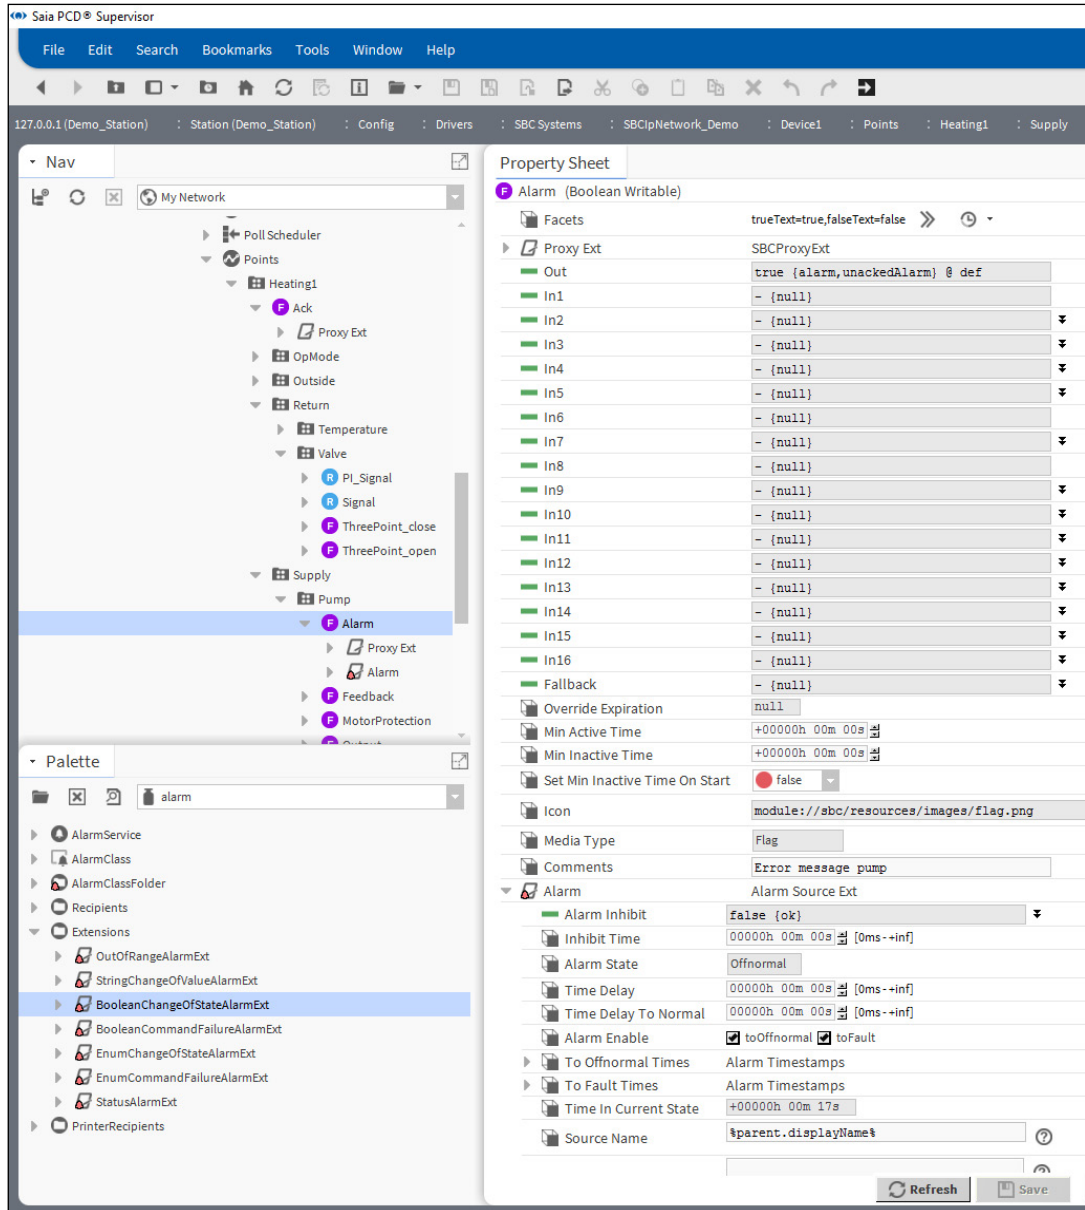 Saia PCD® Supervisor
File Edit Search Bookmarks Tools Window Help
127.0.0.1 (Demo_Station) : Station (Demo_Station) : Config : Drivers : SBC Systems : SBCIpNetwork_Demo : Device1 : Points : Heating1 : Supply
Nav
My Network
Poll Scheduler
Points
Heating1
F Ack
Proxy Ext
OpMode
Outside
Return
Temperature
Valve
R PI_Signal
R Signal
F ThreePoint_close
F ThreePoint_open
Supply
Pump
F Alarm
Proxy Ext
Alarm
F Feedback
F MotorProtection
Palette
alarm
AlarmService
AlarmClass
AlarmClassFolder
Recipients
Extensions
OutOfRangeAlarmExt
StringChangeOfValueAlarmExt
BooleanChangeOfStateAlarmExt
BooleanCommandFailureAlarmExt
EnumChangeOfStateAlarmExt
EnumCommandFailureAlarmExt
StatusAlarmExt
PrinterRecipients
Property Sheet
F Alarm (Boolean Writable)
Facets trueText=true,falseText=false
Proxy Ext SBCProxyExt
Out true {alarm,unackedAlarm} @ def
In1 - {null}
In2 - {null}
In3 - {null}
In4 - {null}
In5 - {null}
In6 - {null}
In7 - {null}
In8 - {null}
In9 - {null}
In10 - {null}
In11 - {null}
In12 - {null}
In13 - {null}
In14 - {null}
In15 - {null}
In16 - {null}
Fallback - {null}
Override Expiration null
Min Active Time +00000h 00m 00s
Min Inactive Time +00000h 00m 00s
Set Min Inactive Time On Start false
Icon module://sbc/resources/images/flag.png
Media Type Flag
Comments Error message pump
Alarm Alarm Source Ext
Alarm Inhibit false {ok}
Inhibit Time 00000h 00m 00s [0ms-+inf]
Alarm State Offnormal
Time Delay 00000h 00m 00s [0ms-+inf]
Time Delay To Normal 00000h 00m 00s [0ms-+inf]
Alarm Enable toOffnormal toFault
To Offnormal Times Alarm Timestamps
To Fault Times Alarm Timestamps
Time In Current State +00000h 00m 17s
Source Name %parent.displayName%
Refresh Save